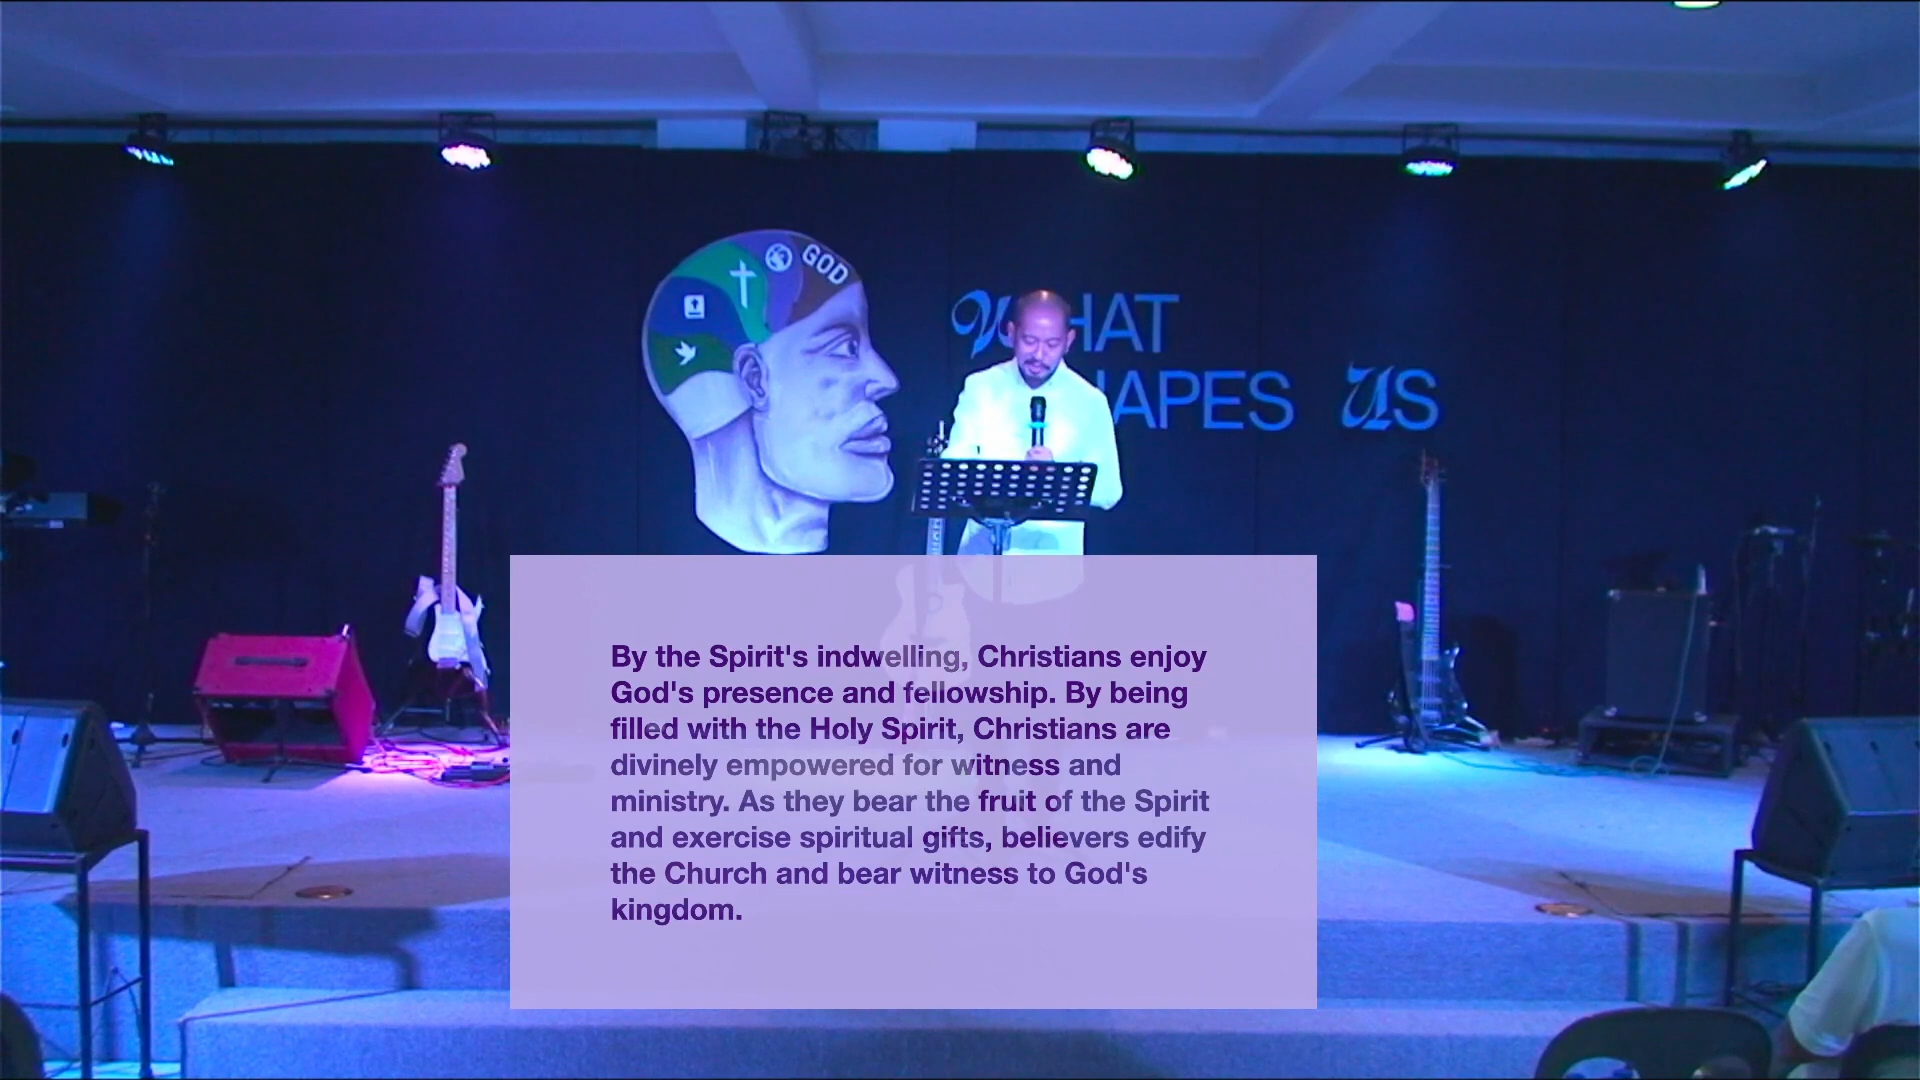 GOD
WHAT
SHAPES US
By the Spirit's indwelling, Christians enjoy
God's presence and fellowship. By being
filled with the Holy Spirit, Christians are
divinely empowered for witness and
ministry. As they bear the fruit of the Spirit
and exercise spiritual gifts, believers edify
the Church and bear witness to God's
kingdom.